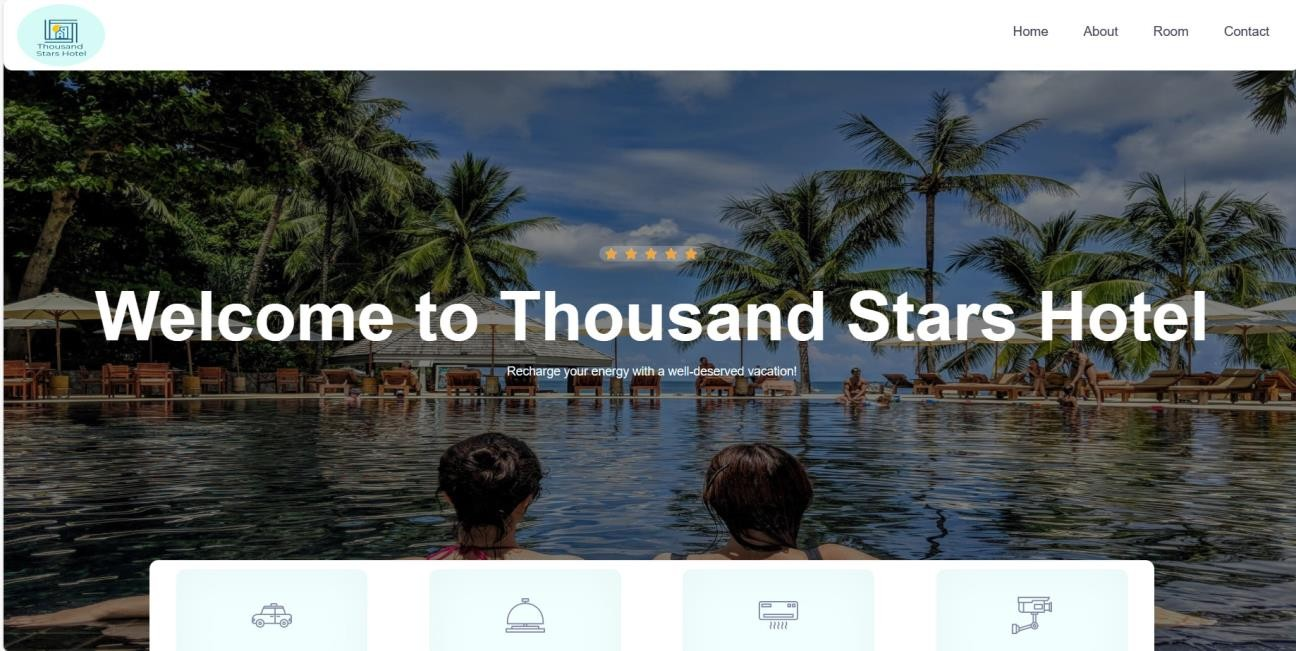 Thousand
Stars Hotel
Home About Room Contact
Welcome to Thousand Stars Hotel
Recharge your energy with a well-deserved vacation!